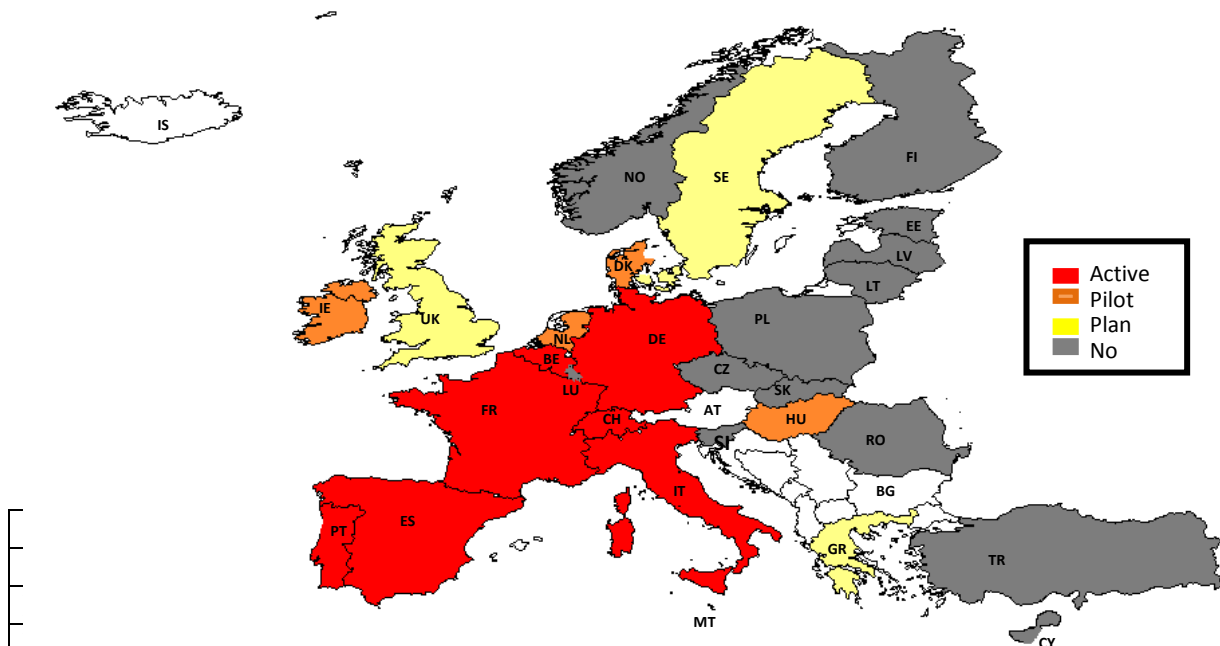 IS
NO
SE
FI
EE
LV
LT
DK
IE
UK
NL
BE
DE
PL
LU
CZ
SK
FR
CH
AT
HU
SI
RO
IT
BG
PT
ES
GR
TR
MT
CY
Active
Pilot
Plan
No